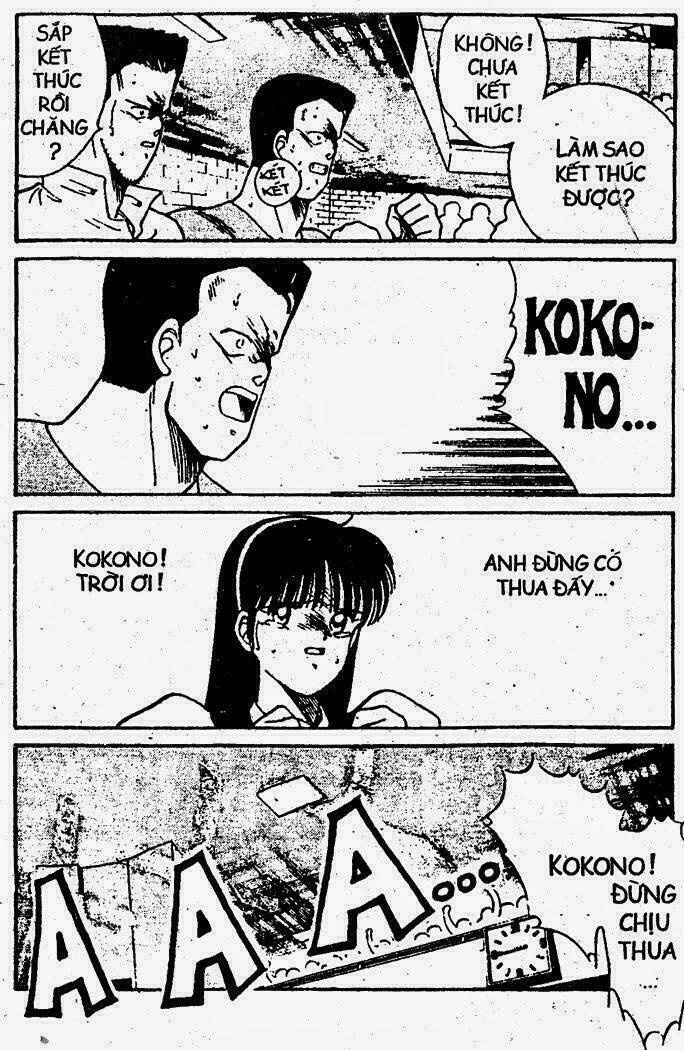 SẮP
KẾT
THÚC
RỒI
CHĂNG
?
KẾT
KẾT
KHÔNG!
CHƯA
KẾT
THÚC!
LÀM SAO
KẾT THÚC
ĐƯỢC?
KOKO-
NO...
KOKONO!
TRỜI ƠI!
ANH ĐỪNG CÓ
THUA ĐẤY...
A A A...
KOKONO!
ĐỪNG
CHỊU
THUA
...